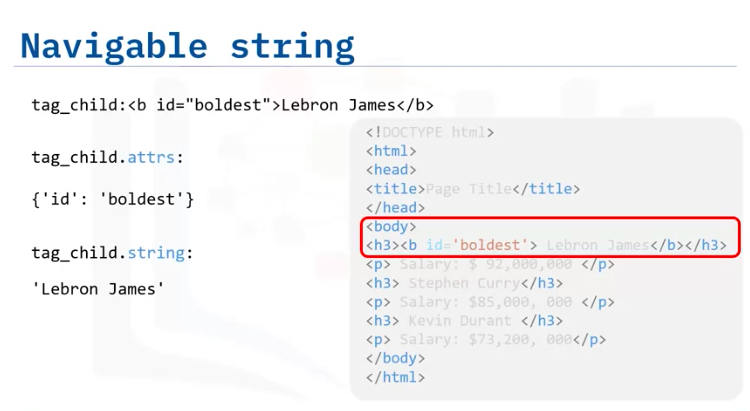 Navigable string
tag_child:<b id="boldest">Lebron James</b>
tag_child.attrs:
{'id': 'boldest'}
tag_child.string:
'Lebron James'
<!DOCTYPE html>
<html>
<head>
<title>Page Title</title>
</head>
<body>
<h3><b id='boldest'> Lebron James</b></h3>
<p> Salary: $ 92,000,000 </p>
<h3> Stephen Curry</h3>
<p> Salary: $85,000, 000 </p>
<h3> Kevin Durant </h3>
<p> Salary: $73,200, 000</p>
</body>
</html>